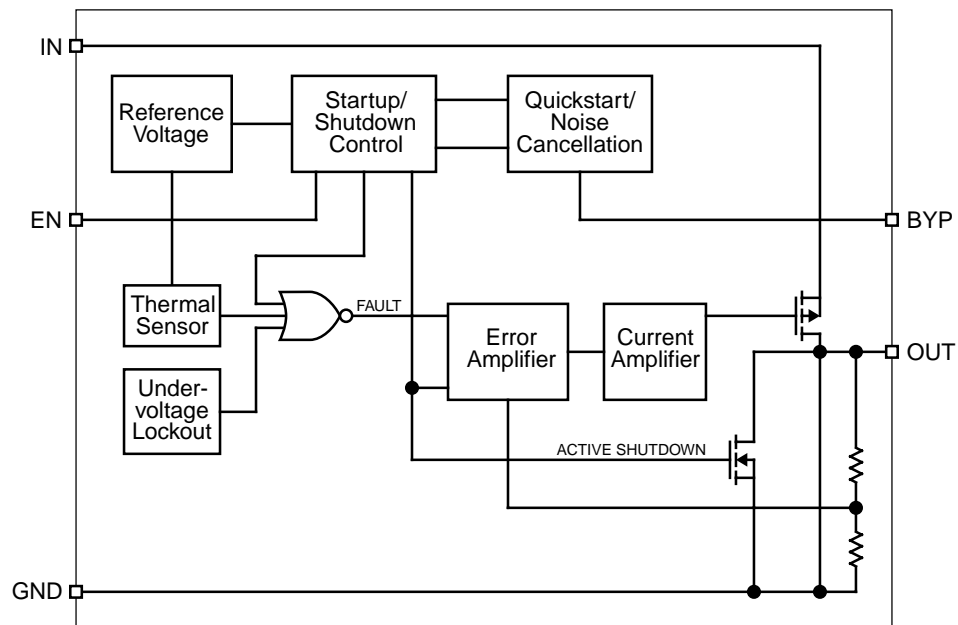 IN
Reference
Voltage
Startup/
Shutdown
Control
Quickstart/
Noise
Cancellation
EN
BYP
Thermal
Sensor
FAULT
Error
Amplifier
Current
Amplifier
OUT
Under-
voltage
Lockout
ACTIVE SHUTDOWN
GND